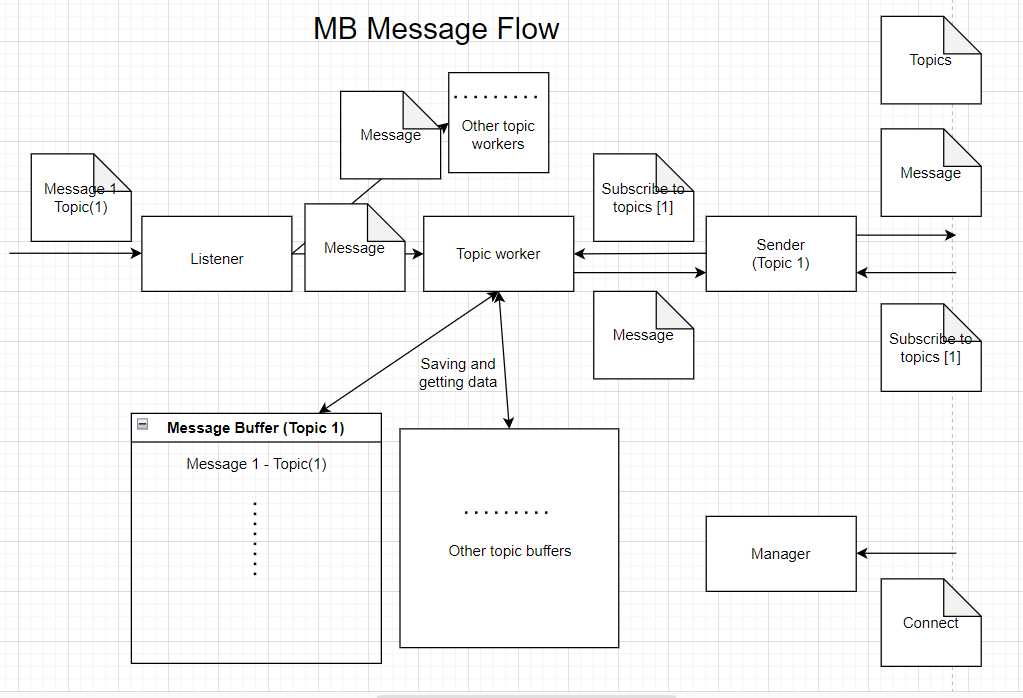 MB Message Flow
Topics
Message
Other topic
workers
Message 1
Topic(1)
Subscribe to
topics [1]
Message
Listener
Message
Topic worker
Sender
(Topic 1)
Message
Subscribe to
topics [1]
Saving and
getting data
Message Buffer (Topic 1)
Message 1 - Topic(1)
Other topic buffers
Manager
Connect